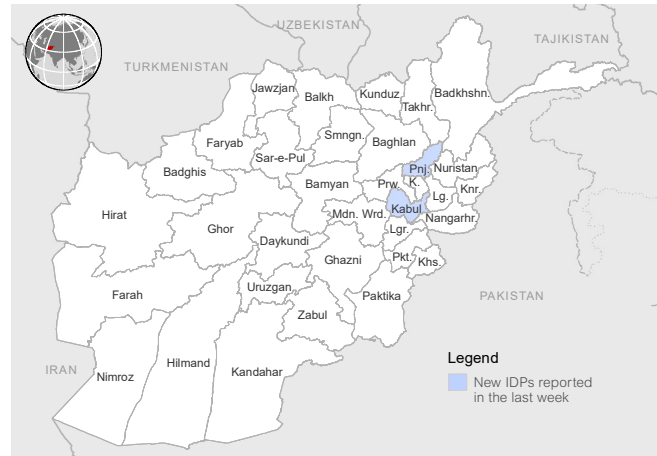 UZBEKISTAN
TAJIKISTAN
TURKMENISTAN
Jawzjan
Balkh
Kunduz
Takhr.
Badkhshn.
Faryab
Smngn.
Baghlan
Sar-e-Pul
Badghis
Pnj.
Nuristan
Bamyan
Prw.
K.
Lg.
Knr.
Hirat
Kabul
Mdn. Wrd.
Nangarhr.
Ghor
Lgr.
Daykundi
Ghazni
Pkt.
Khs.
Farah
Uruzgan
Paktika
PAKISTAN
Zabul
IRAN
Nimroz
Hilmand
Kandahar
Legend
New IDPs reported
in the last week